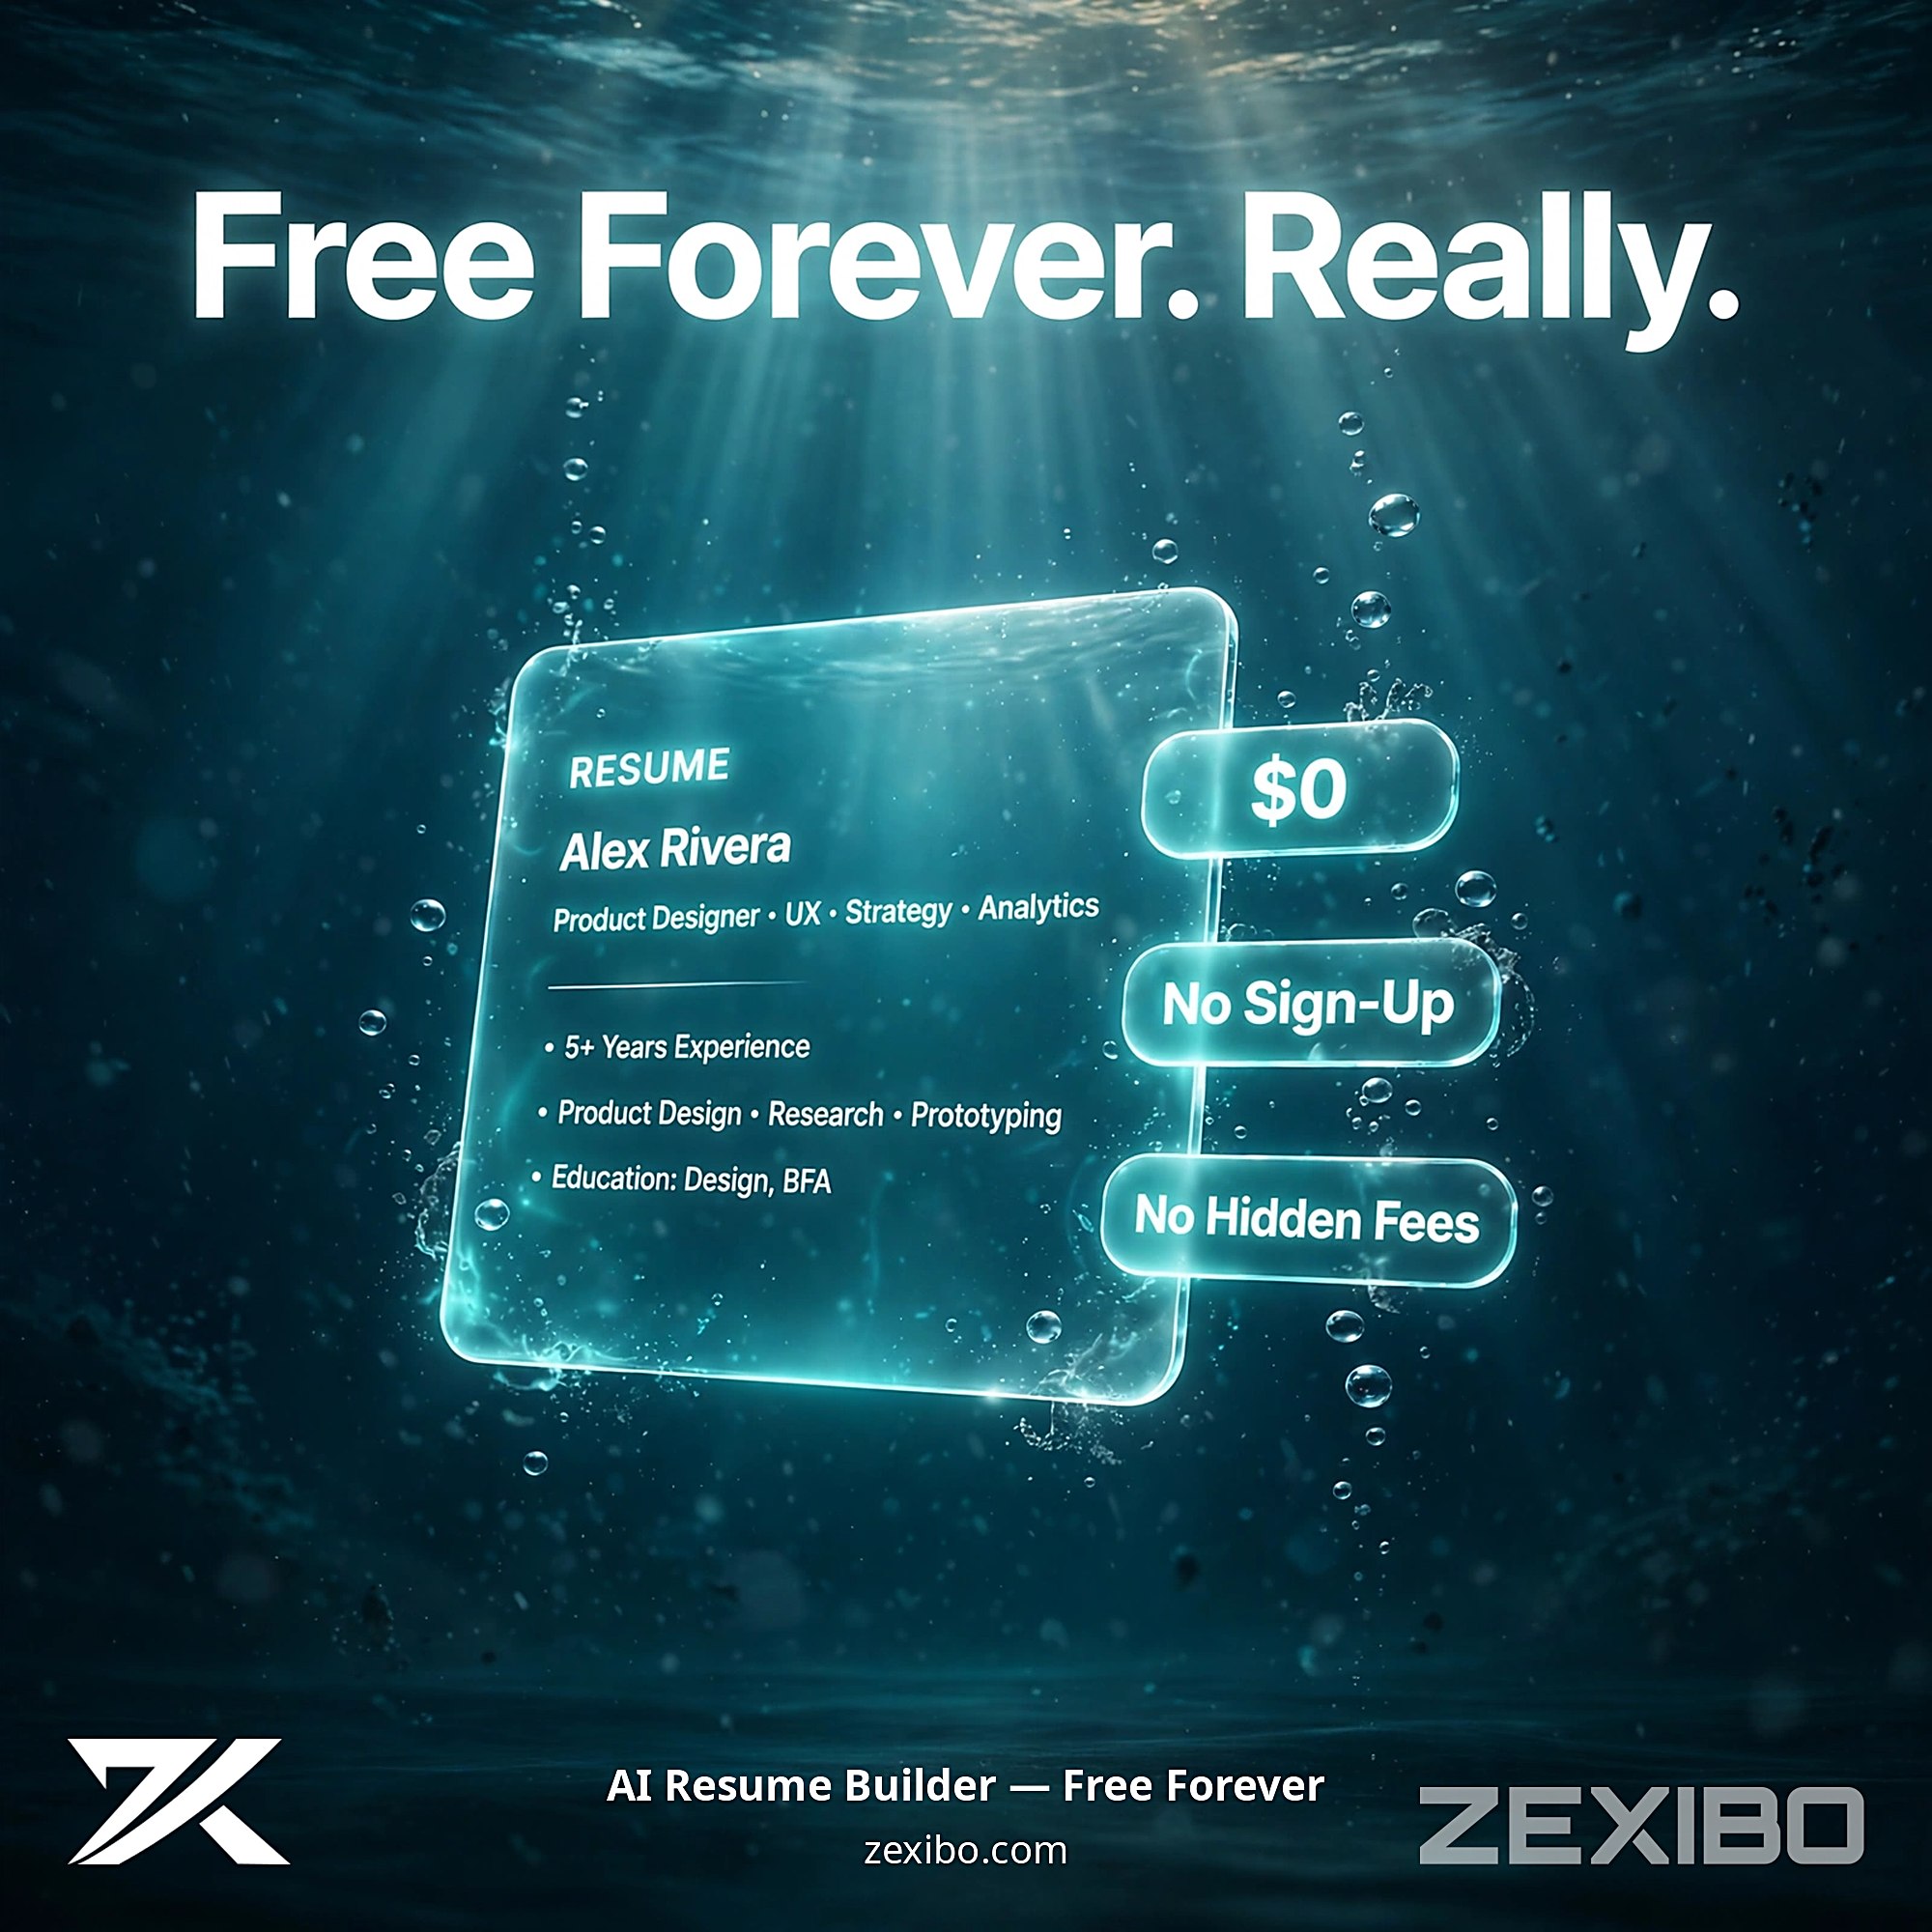 Free Forever. Really.
RESUME
Alex Rivera
Product Designer • UX • Strategy • Analytics
• 5+ Years Experience
• Product Design • Research • Prototyping
• Education: Design, BFA
$0
No Sign-Up
No Hidden Fees
AI Resume Builder — Free Forever
zexibo.com
ZEXIBO